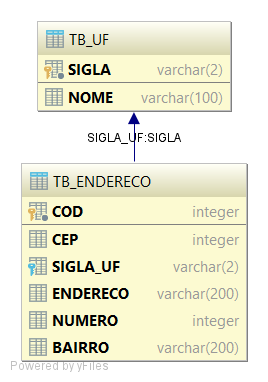 TB_UF
SIGLA varchar(2)
NOME varchar(100)
SIGLA_UF:SIGLA
TB_ENDERECO
COD integer
CEP integer
SIGLA_UF varchar(2)
ENDERECO varchar(200)
NUMERO integer
BAIRRO varchar(200)
Powered by yFiles